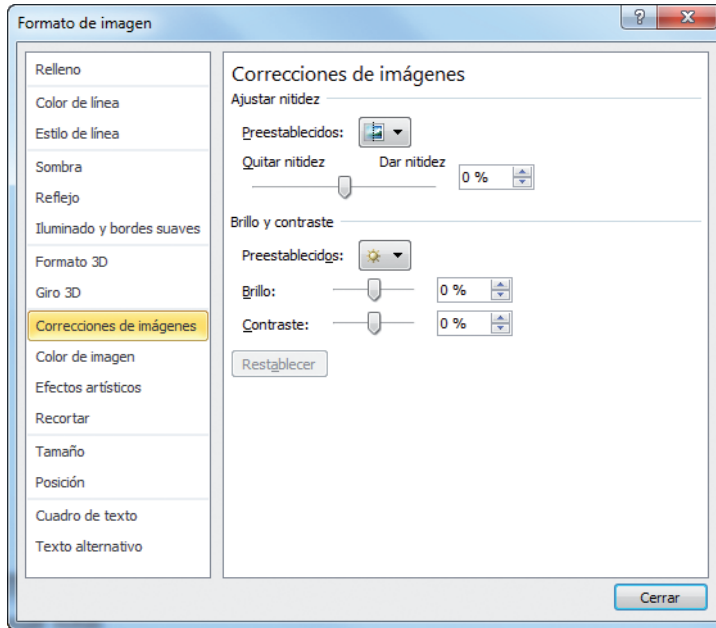 Formato de imagen
Relleno
Color de línea
Estilo de línea
Sombra
Reflejo
Iluminado y bordes suaves
Formato 3D
Giro 3D
Correcciones de imágenes
Color de imagen
Efectos artísticos
Recortar
Tamaño
Posición
Cuadro de texto
Texto alternativo
Correcciones de imágenes
Ajustar nitidez
Preestablecidos:
Quitar nitidez Dar nitidez
0 %
Brillo y contraste
Preestablecidos:
Brillo: 0 %
Contraste: 0 %
Restablecer
Cerrar